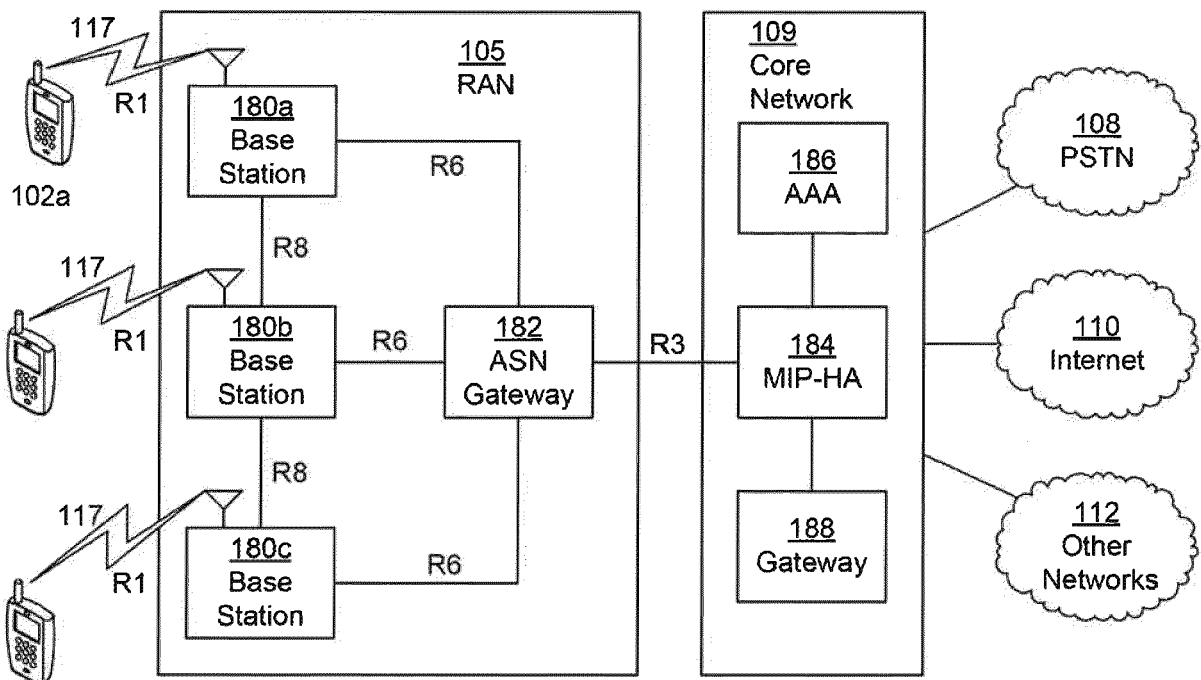 117
R1
102a
180a
Base
Station
105
RAN
R6
R8
117
R1
180b
Base
Station
R6
182
ASN
Gateway
R3
R8
117
R1
180c
Base
Station
R6
109
Core
Network
186
AAA
184
MIP-HA
188
Gateway
108
PSTN
110
Internet
112
Other
Networks